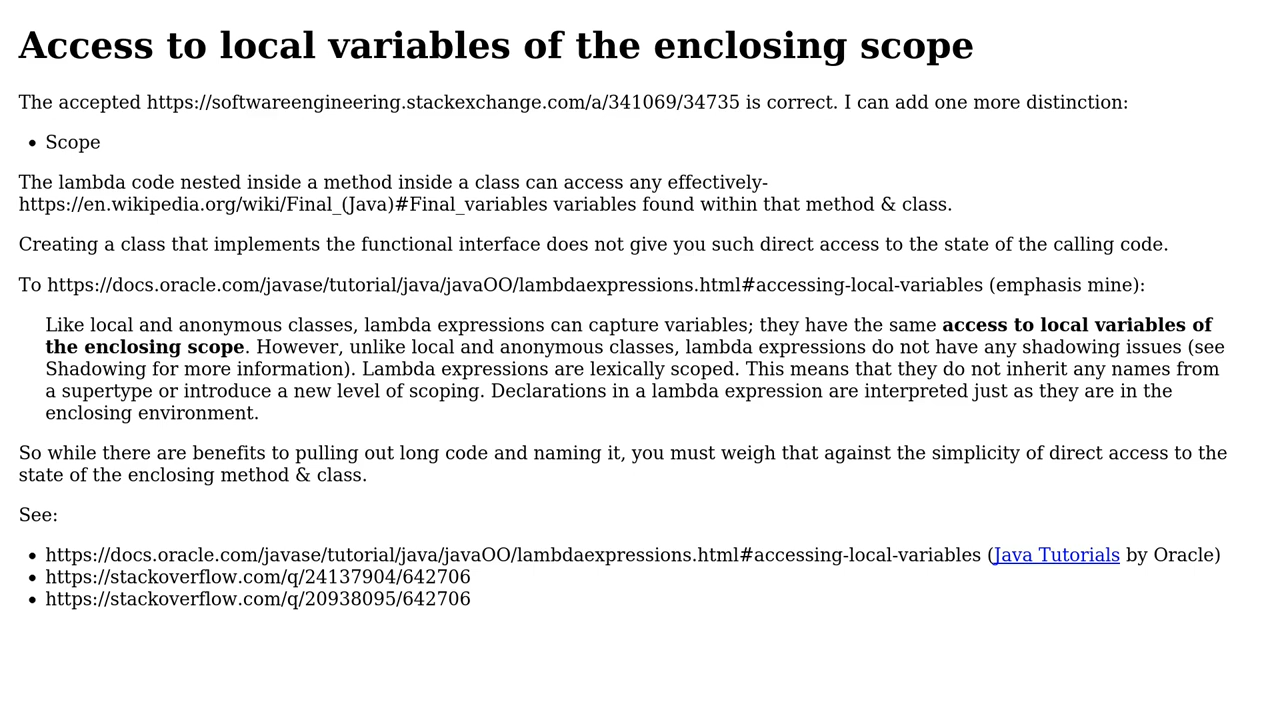 Access to local variables of the enclosing scope
The accepted https://softwareengineering.stackexchange.com/a/341069/34735 is correct. I can add one more distinction:
• Scope
The lambda code nested inside a method inside a class can access any effectively-
https://en.wikipedia.org/wiki/Final_(Java)#Final_variables variables found within that method & class.
Creating a class that implements the functional interface does not give you such direct access to the state of the calling code.
To https://docs.oracle.com/javase/tutorial/java/javaOO/lambdaexpressions.html#accessing-local-variables (emphasis mine):
Like local and anonymous classes, lambda expressions can capture variables; they have the same access to local variables of
the enclosing scope. However, unlike local and anonymous classes, lambda expressions do not have any shadowing issues (see
Shadowing for more information). Lambda expressions are lexically scoped. This means that they do not inherit any names from
a supertype or introduce a new level of scoping. Declarations in a lambda expression are interpreted just as they are in the
enclosing environment.
So while there are benefits to pulling out long code and naming it, you must weigh that against the simplicity of direct access to the
state of the enclosing method & class.
See:
• https://docs.oracle.com/javase/tutorial/java/javaOO/lambdaexpressions.html#accessing-local-variables (Java Tutorials by Oracle)
• https://stackoverflow.com/q/24137904/642706
• https://stackoverflow.com/q/20938095/642706